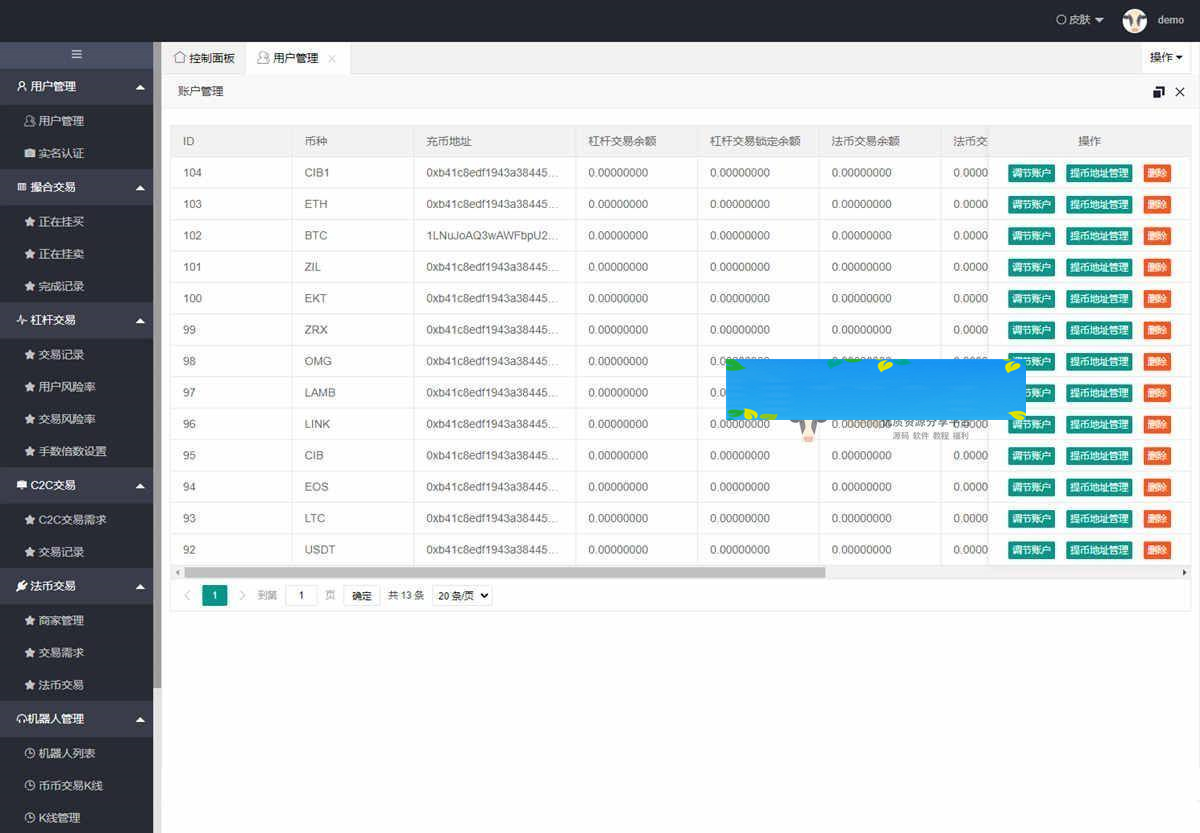 皮肤 demo
控制面板 用户管理 操作
账户管理
用户管理
用户管理
实名认证
撮合交易
正在挂买
正在挂卖
完成记录
杠杆交易
交易记录
用户风险率
交易风险率
手数倍数设置
C2C交易
C2C交易需求
交易记录
法币交易
商家管理
交易需求
法币交易
机器人管理
机器人列表
币币交易K线
K线管理
ID 币种 充币地址 杠杆交易余额 杠杆交易锁定余额 法币交易余额 法币交 操作
104 CIB1 0xb41c8edf1943a38445... 0.00000000 0.00000000 0.00000000 0.0000 调节账户 提币地址管理 删除
103 ETH 0xb41c8edf1943a38445... 0.00000000 0.00000000 0.00000000 0.0000 调节账户 提币地址管理 删除
102 BTC 1LNuJoAQ3wAWFbpU2... 0.00000000 0.00000000 0.00000000 0.0000 调节账户 提币地址管理 删除
101 ZIL 0xb41c8edf1943a38445... 0.00000000 0.00000000 0.00000000 0.0000 调节账户 提币地址管理 删除
100 EKT 0xb41c8edf1943a38445... 0.00000000 0.00000000 0.00000000 0.0000 调节账户 提币地址管理 删除
99 ZRX 0xb41c8edf1943a38445... 0.00000000 0.00000000 0.00000000 0.0000 调节账户 提币地址管理 删除
98 OMG 0xb41c8edf1943a38445... 0.00000000 0.00000000 0.00000000 0.0000 调节账户 提币地址管理 删除
97 LAMB 0xb41c8edf1943a38445... 0.00000000 账户 提币地址管理 删除
96 LINK 0xb41c8edf1943a38445... 0.00000000 0.00000000 0.00000000 0.0000 调节账户 提币地址管理 删除
优质资源分享平台
源码 软件 教程 福利
95 CIB 0xb41c8edf1943a38445... 0.00000000 0.00000000 0.00000000 0.0000 调节账户 提币地址管理 删除
94 EOS 0xb41c8edf1943a38445... 0.00000000 0.00000000 0.00000000 0.0000 调节账户 提币地址管理 删除
93 LTC 0xb41c8edf1943a38445... 0.00000000 0.00000000 0.00000000 0.0000 调节账户 提币地址管理 删除
92 USDT 0xb41c8edf1943a38445... 0.00000000 0.00000000 0.00000000 0.0000 调节账户 提币地址管理 删除
1 到第 1 页 确定 共 13 条 20 条/页